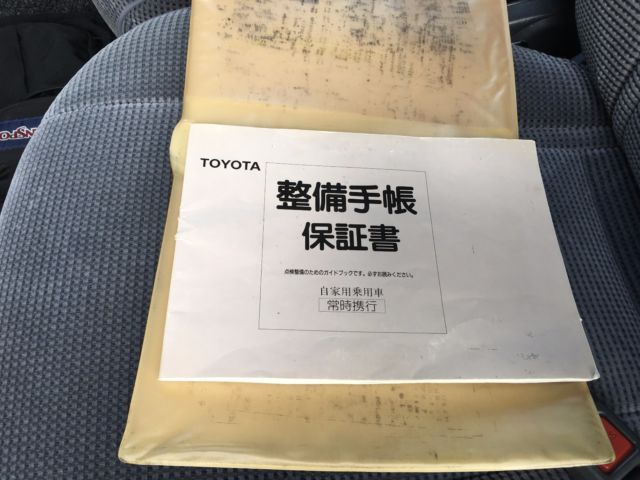 TOYOTA
整備手帳
保証書
点検整備のためのガイドブックです。必ずお読みください。
自家用乗用車
常時携行